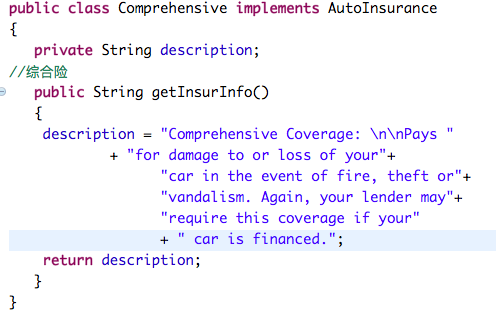 public class Comprehensive implements AutoInsurance
{
   private String description;
//综合险
   public String getInsurInfo()
   {
    description = "Comprehensive Coverage: \n\nPays "
            + "for damage to or loss of your"+
                  "car in the event of fire, theft or"+
                  "vandalism. Again, your lender may"+
                  "require this coverage if your"
                  + " car is financed.";
    return description;
   }
}